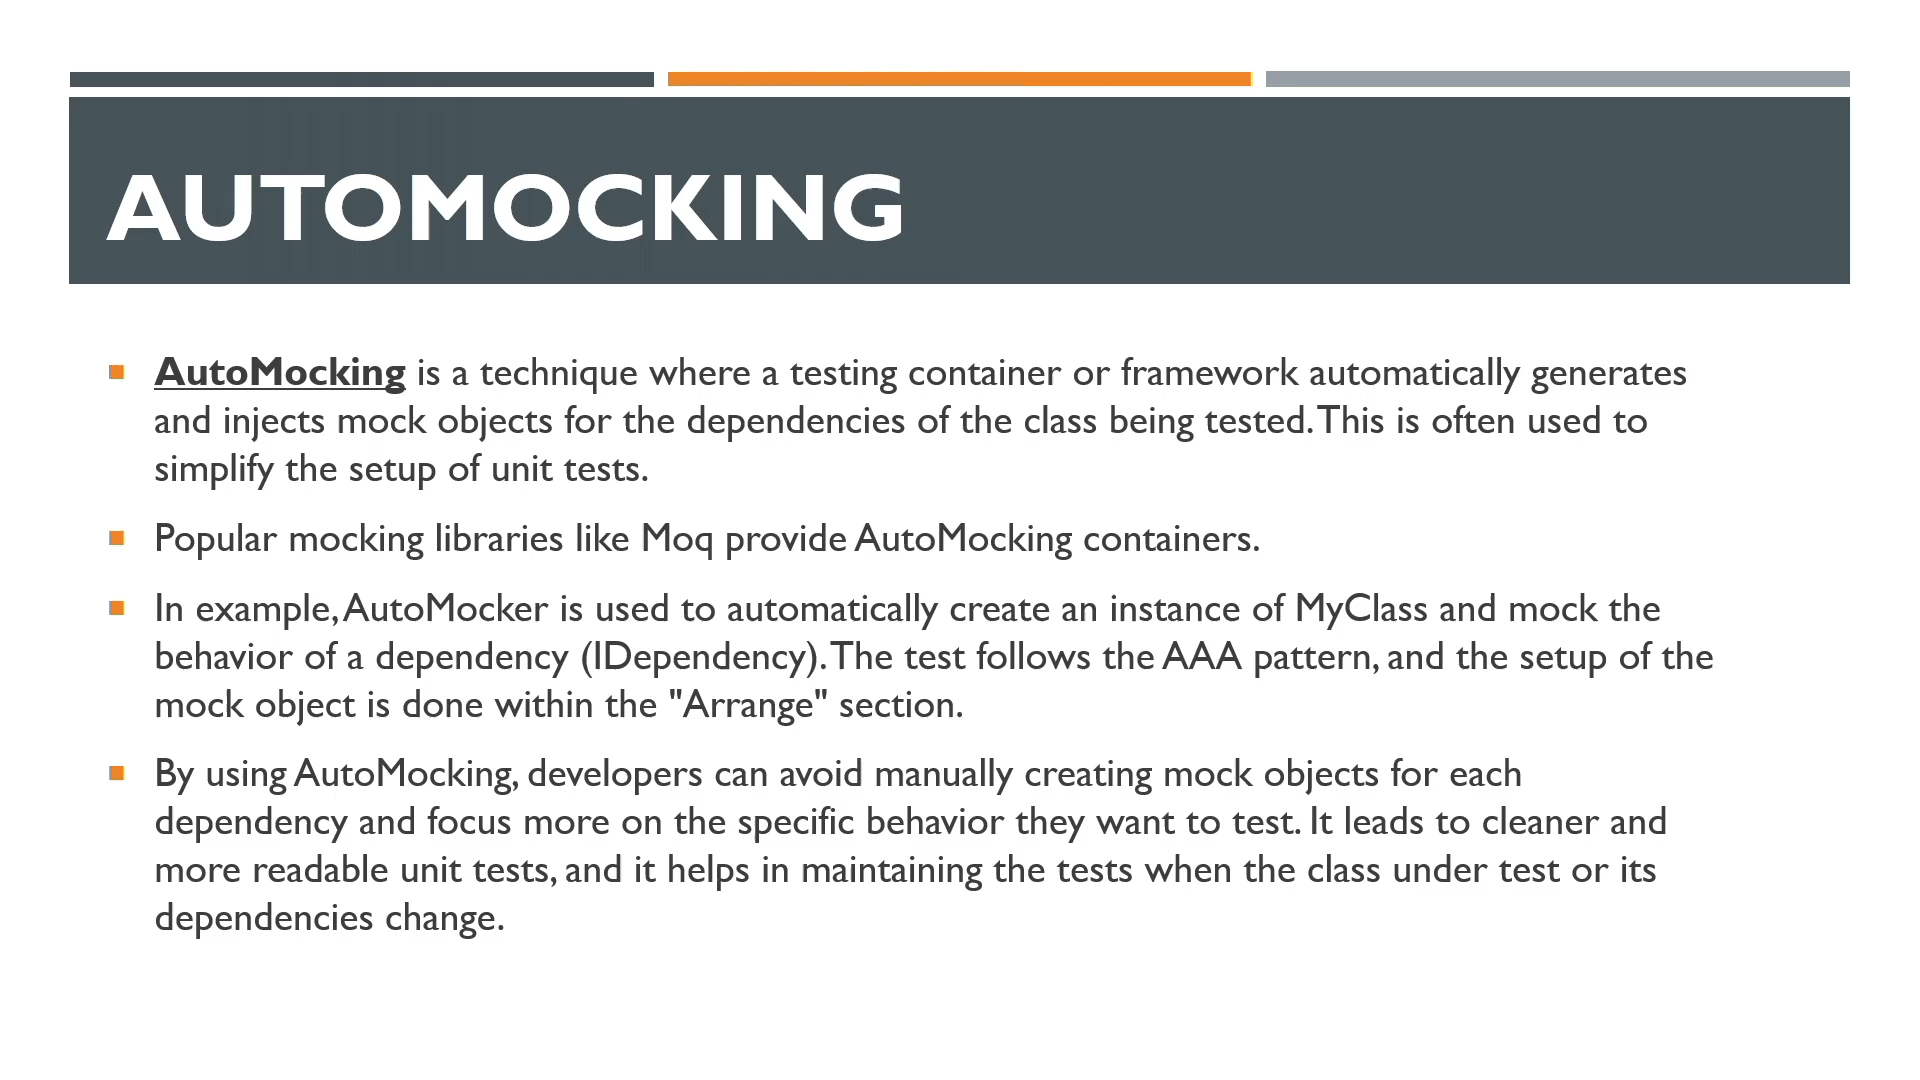 AUTOMOCKING
AutoMocking is a technique where a testing container or framework automatically generates
and injects mock objects for the dependencies of the class being tested. This is often used to
simplify the setup of unit tests.
Popular mocking libraries like Moq provide AutoMocking containers.
In example, AutoMocker is used to automatically create an instance of MyClass and mock the
behavior of a dependency (IDependency). The test follows the AAA pattern, and the setup of the
mock object is done within the "Arrange" section.
By using AutoMocking, developers can avoid manually creating mock objects for each
dependency and focus more on the specific behavior they want to test. It leads to cleaner and
more readable unit tests, and it helps in maintaining the tests when the class under test or its
dependencies change.